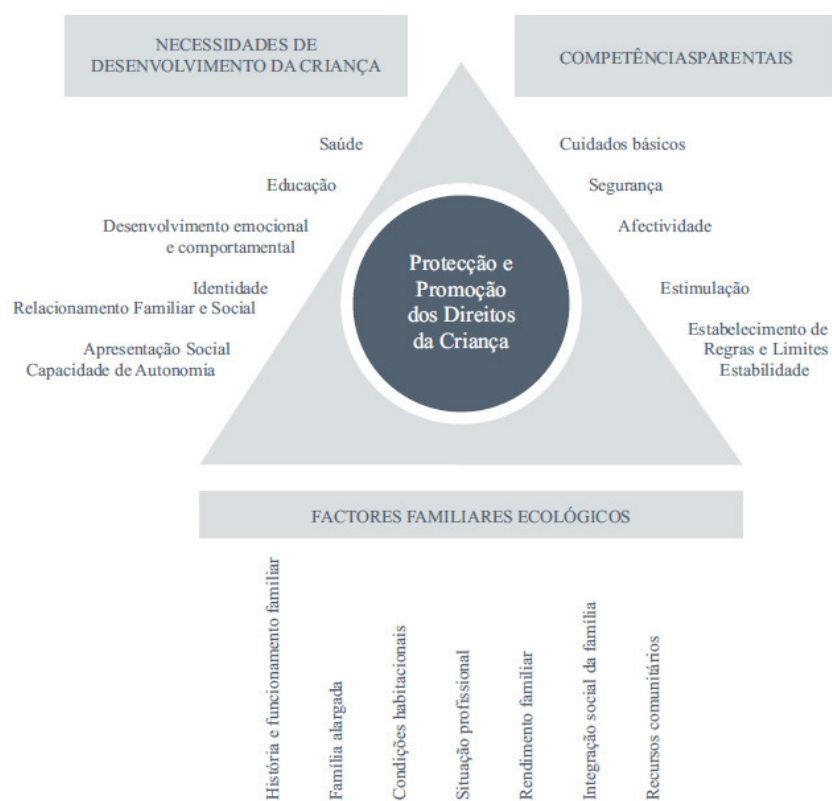 NECESSIDADES DE
DESENVOLVIMENTO DA CRIANÇA
COMPETÊNCIASPARENTAIS
Saúde
Educação
Desenvolvimento emocional
e comportamental
Identidade
Relacionamento Familiar e Social
Apresentação Social
Capacidade de Autonomia
Cuidados básicos
Segurança
Afectividade
Estimulação
Estabelecimento de
Regras e Limites
Estabilidade
Protecção e
Promoção
dos Direitos
da Criança
FACTORES FAMILIARES ECOLÓGICOS
História e funcionamento familiar
Família alargada
Condições habitacionais
Situação profissional
Rendimento familiar
Integração social da família
Recursos comunitários